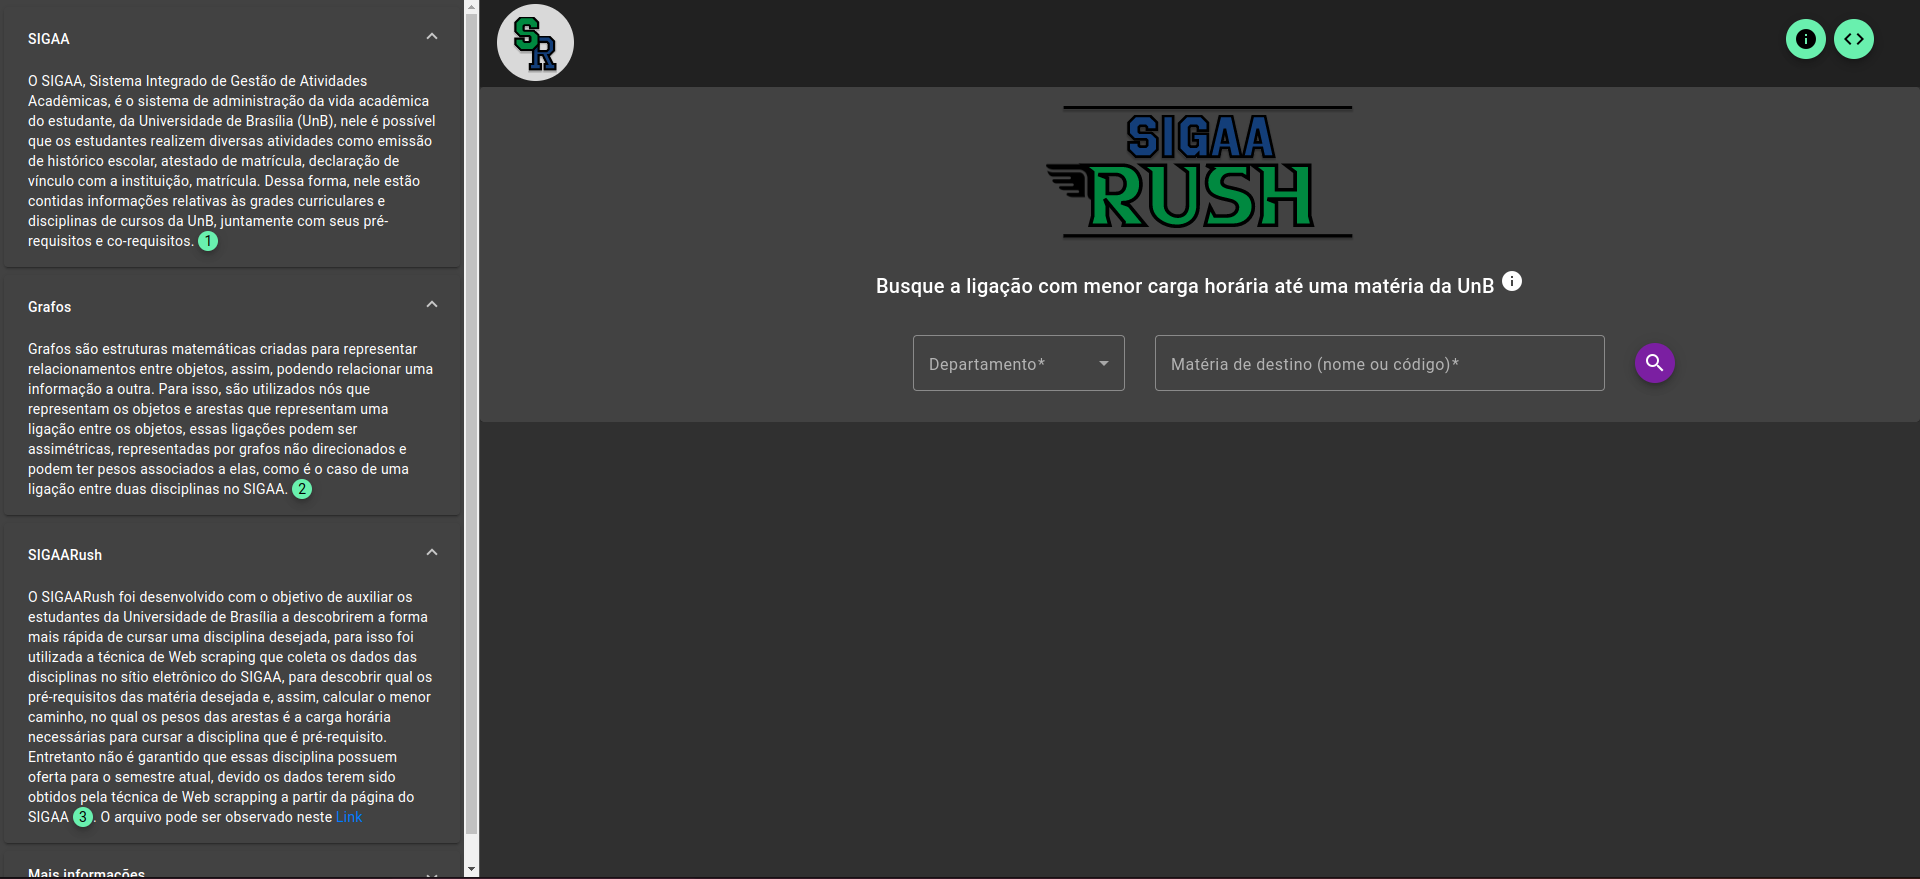 SIGAA
O SIGAA, Sistema Integrado de Gestão de Atividades
Acadêmicas, é o sistema de administração da vida acadêmica
do estudante, da Universidade de Brasília (UnB), nele é possível
que os estudantes realizem diversas atividades como emissão
de histórico escolar, atestado de matrícula, declaração de
vínculo com a instituição, matrícula. Dessa forma, nele estão
contidas informações relativas às grades curriculares e
disciplinas de cursos da UnB, juntamente com seus pré-
requisitos e co-requisitos. 1
Grafos
Grafos são estruturas matemáticas criadas para representar
relacionamentos entre objetos, assim, podendo relacionar uma
informação a outra. Para isso, são utilizados nós que
representam os objetos e arestas que representam uma
ligação entre os objetos, essas ligações podem ser
assimétricas, representadas por grafos não direcionados e
podem ter pesos associados a elas, como é o caso de uma
ligação entre duas disciplinas no SIGAA. 2
SIGAARush
O SIGAARush foi desenvolvido com o objetivo de auxiliar os
estudantes da Universidade de Brasília a descobrirem a forma
mais rápida de cursar uma disciplina desejada, para isso foi
utilizada a técnica de Web scraping que coleta os dados das
disciplinas no sítio eletrônico do SIGAA, para descobrir qual os
pré-requisitos das matéria desejada e, assim, calcular o menor
caminho, no qual os pesos das arestas é a carga horária
necessárias para cursar a disciplina que é pré-requisito.
Entretanto não é garantido que essas disciplina possuem
oferta para o semestre atual, devido os dados terem sido
obtidos pela técnica de Web scrapping a partir da página do
SIGAA 3. O arquivo pode ser observado neste Link
Mais informações
SR
SIGAA
RUSH
Busque a ligação com menor carga horária até uma matéria da UnB
Departamento*
Matéria de destino (nome ou código)*